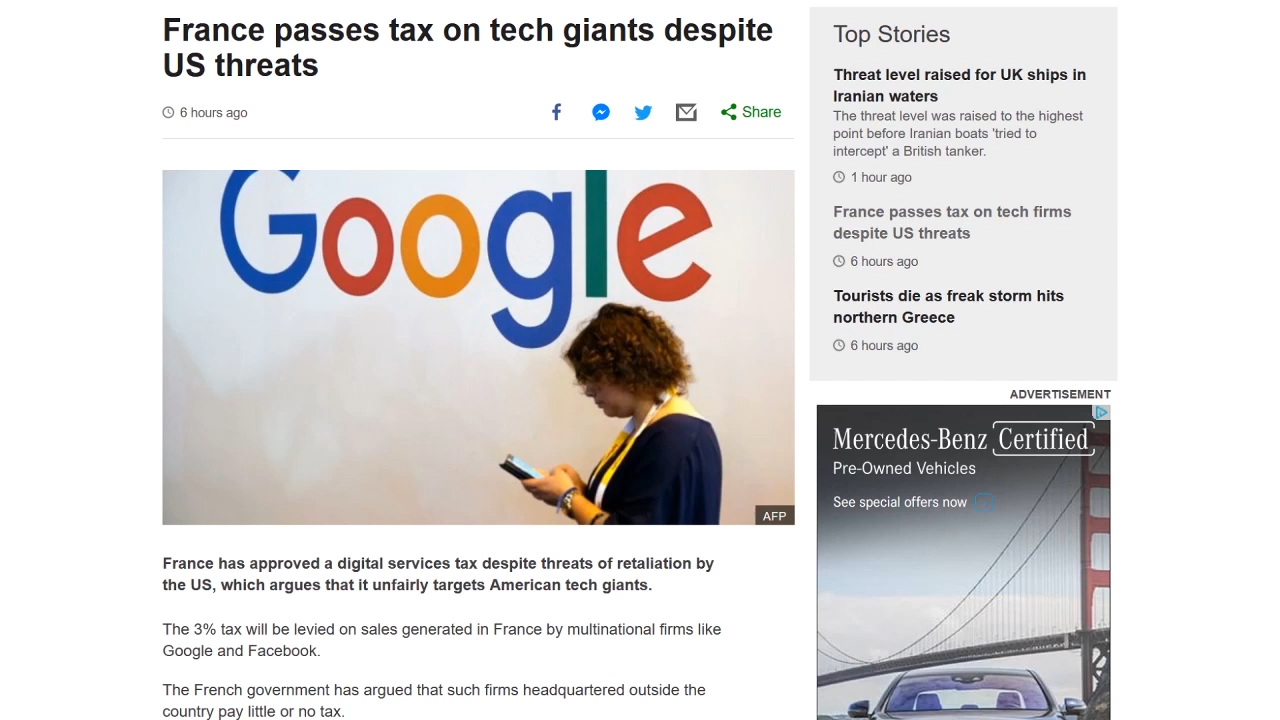 France passes tax on tech giants despite
US threats
6 hours ago
Share
Google
AFP
France has approved a digital services tax despite threats of retaliation by
the US, which argues that it unfairly targets American tech giants.
The 3% tax will be levied on sales generated in France by multinational firms like
Google and Facebook.
The French government has argued that such firms headquartered outside the
country pay little or no tax.
Top Stories
Threat level raised for UK ships in
Iranian waters
The threat level was raised to the highest
point before Iranian boats 'tried to
intercept' a British tanker.
1 hour ago
France passes tax on tech firms
despite US threats
6 hours ago
Tourists die as freak storm hits
northern Greece
6 hours ago
ADVERTISEMENT
Mercedes-Benz Certified
Pre-Owned Vehicles
See special offers now